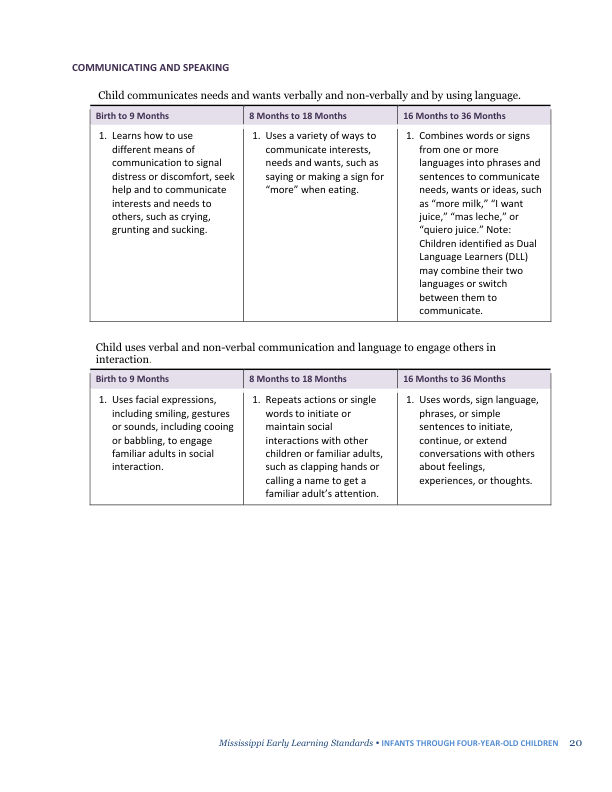 COMMUNICATING AND SPEAKING
Child communicates needs and wants verbally and non-verbally and by using language.
Birth to 9 Months
8 Months to 18 Months
16 Months to 36 Months
1. Learns how to use
different means of
communication to signal
distress or discomfort, seek
help and to communicate
interests and needs to
others, such as crying,
grunting and sucking.
1. Uses a variety of ways to
communicate interests,
needs and wants, such as
saying or making a sign for
“more” when eating.
1. Combines words or signs
from one or more
languages into phrases and
sentences to communicate
needs, wants or ideas, such
as “more milk,” “I want
juice,” “mas leche,” or
“quiero juice.” Note:
Children identified as Dual
Language Learners (DLL)
may combine their two
languages or switch
between them to
communicate.
Child uses verbal and non-verbal communication and language to engage others in
interaction.
Birth to 9 Months
8 Months to 18 Months
16 Months to 36 Months
1. Uses facial expressions,
including smiling, gestures
or sounds, including cooing
or babbling, to engage
familiar adults in social
interaction.
1. Repeats actions or single
words to initiate or
maintain social
interactions with other
children or familiar adults,
such as clapping hands or
calling a name to get a
familiar adult’s attention.
1. Uses words, sign language,
phrases, or simple
sentences to initiate,
continue, or extend
conversations with others
about feelings,
experiences, or thoughts.
Mississippi Early Learning Standards • INFANTS THROUGH FOUR-YEAR-OLD CHILDREN 20